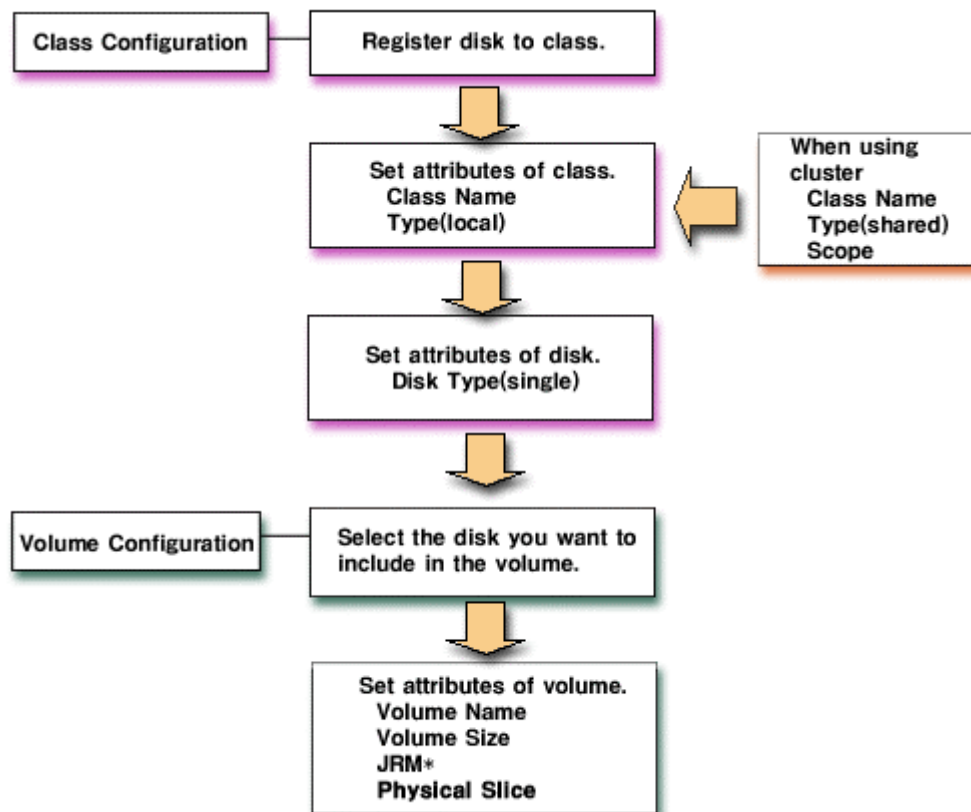 Class Configuration
Register disk to class.
Set attributes of class.
Class Name
Type(local)
When using
cluster
Class Name
Type(shared)
Scope
Set attributes of disk.
Disk Type(single)
Volume Configuration
Select the disk you want to
include in the volume.
Set attributes of volume.
Volume Name
Volume Size
JRM*
Physical Slice